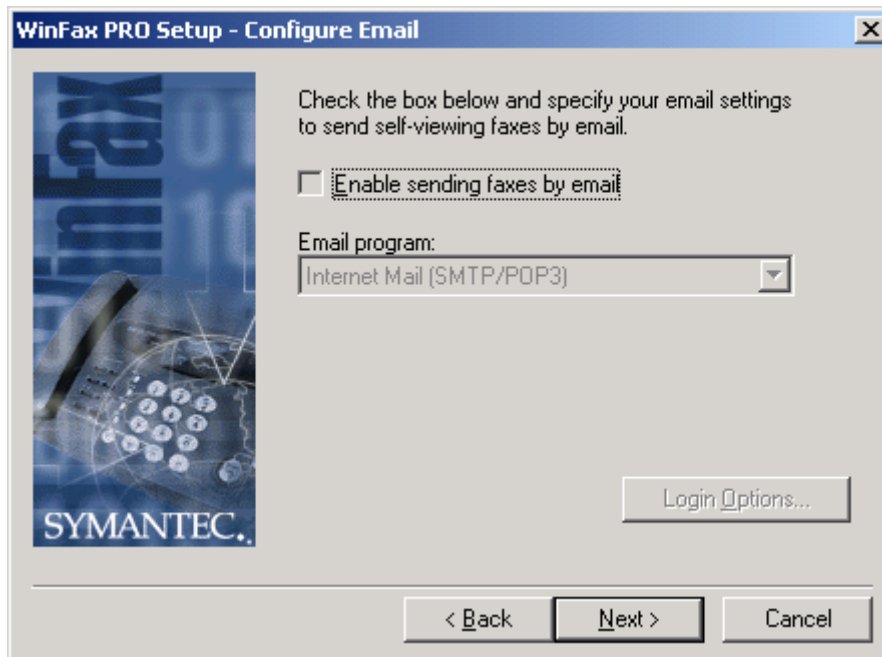 WinFax PRO Setup - Configure Email
WinFax
Check the box below and specify your email settings
to send self-viewing faxes by email.
Enable sending faxes by email
Email program:
Internet Mail (SMTP/POP3)
Login Options...
SYMANTEC.
< Back
Next >
Cancel